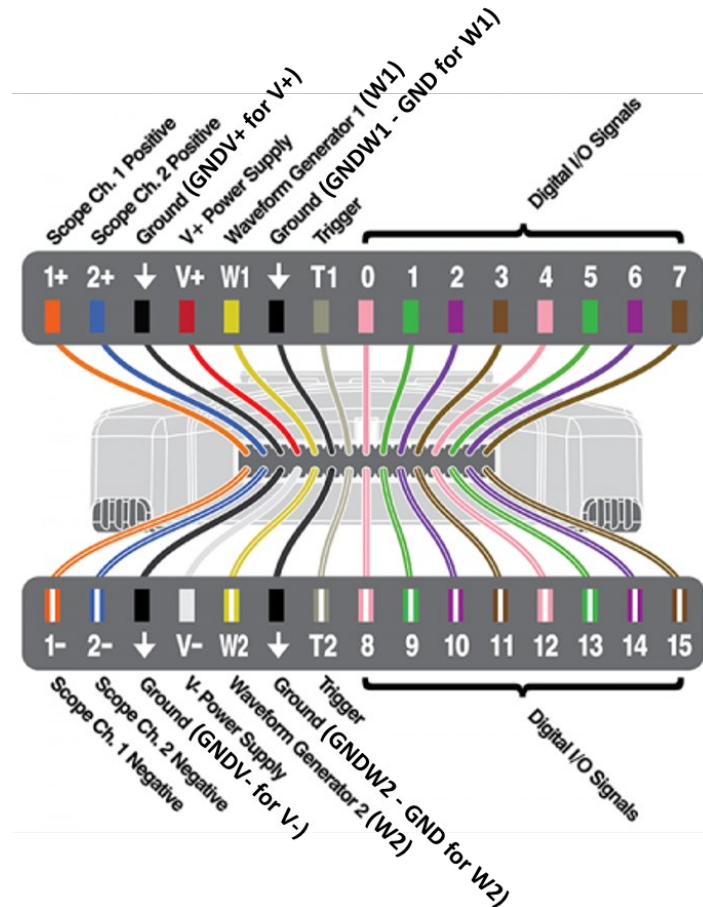 Scope Ch. 1 Positive
Scope Ch. 2 Positive
Ground (GNDV+ for V+)
V+ Power Supply
Waveform Generator 1 (W1)
Ground (GNDW1 - GND for W1)
Trigger
Digital I/O Signals
1+ 2+ ↓ V+ W1 ↓ T1 0 1 2 3 4 5 6 7
1- 2- ↓ V- W2 ↓ T2 8 9 10 11 12 13 14 15
Scope Ch. 1 Negative
Scope Ch. 2 Negative
Ground (GNDV- for V-)
V- Power Supply
Waveform Generator 2 (W2)
Ground (GNDW2 - GND for W2)
Trigger
Digital I/O Signals